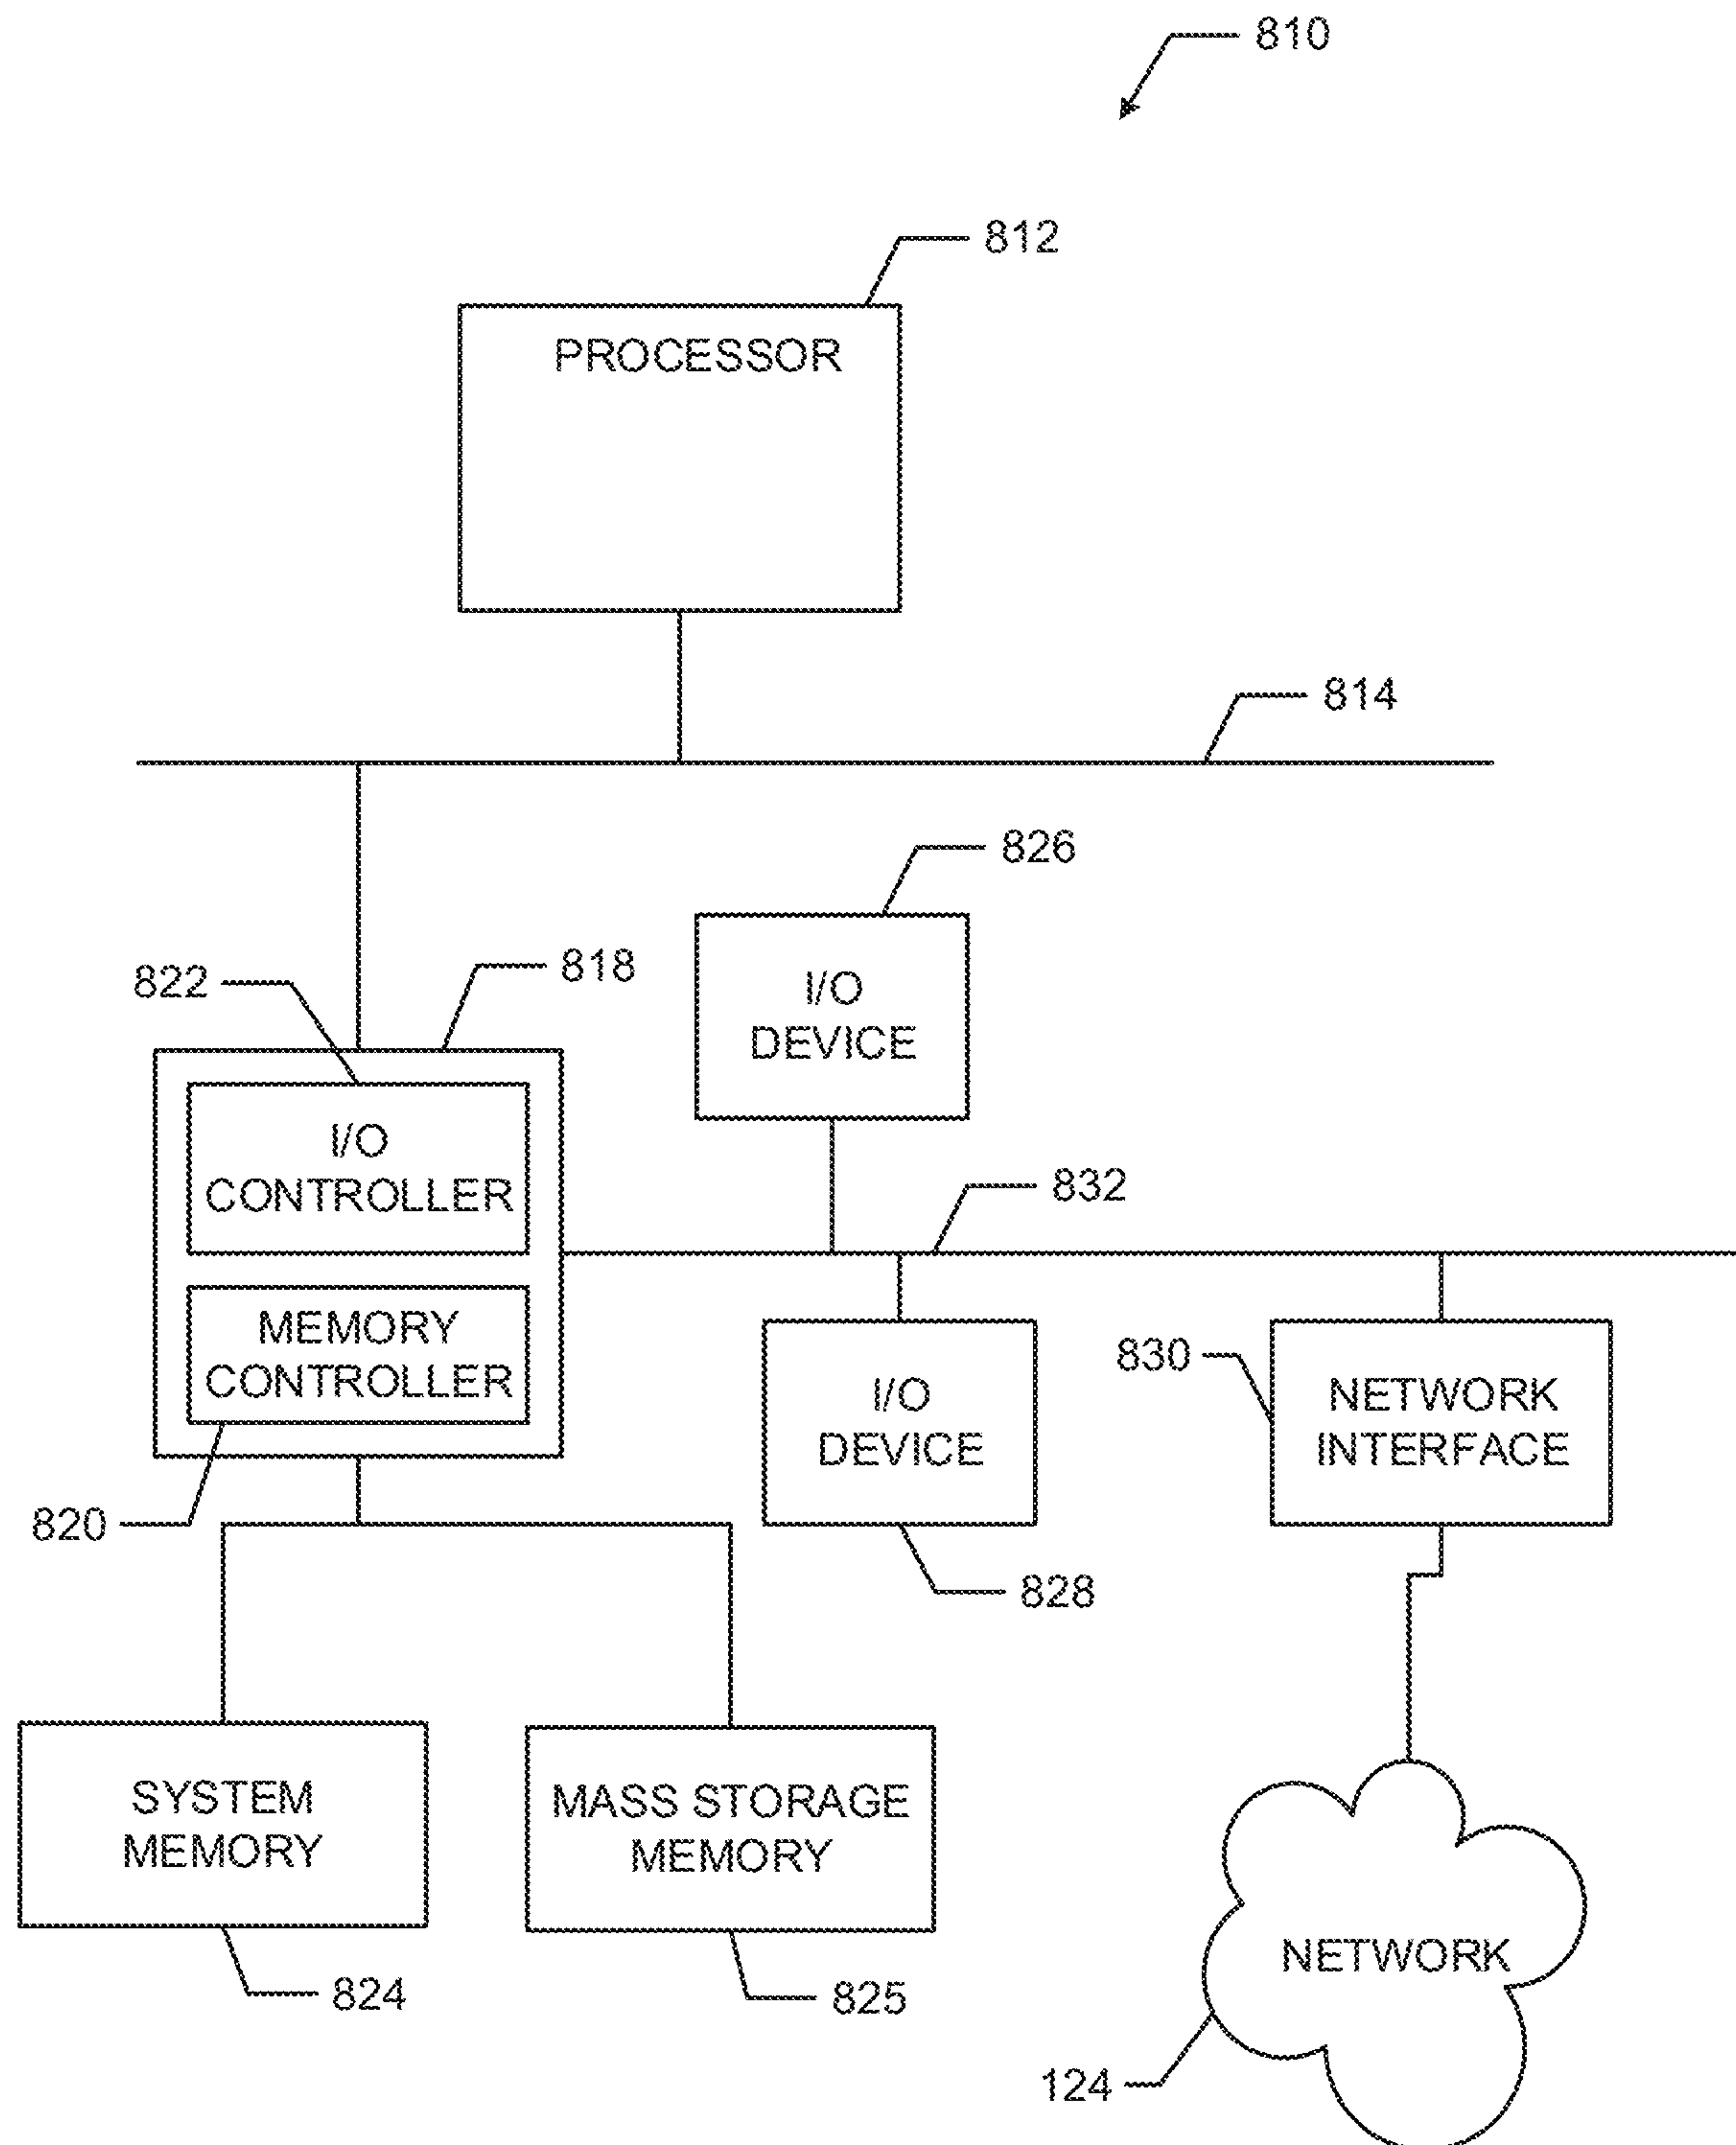 810
812
PROCESSOR
814
826
822
818
I/O
DEVICE
I/O
CONTROLLER
832
MEMORY
CONTROLLER
830
I/O
DEVICE
NETWORK
INTERFACE
820
828
SYSTEM
MEMORY
MASS STORAGE
MEMORY
NETWORK
824
825
124